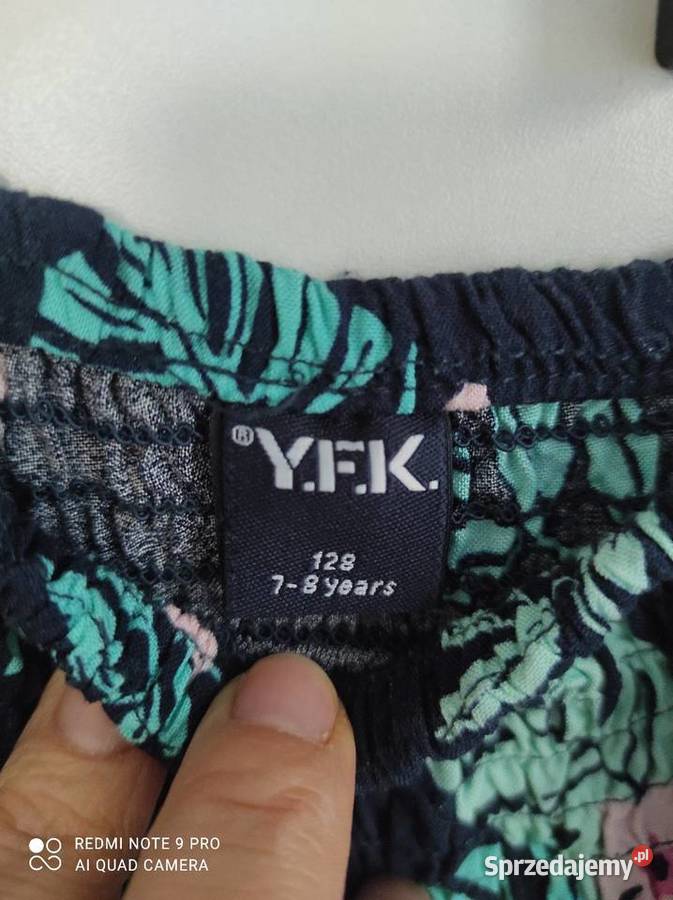 ® Y.F.K.
128
7-8 years
REDMI NOTE 9 PRO
AI QUAD CAMERA
Sprzedajemy.pl